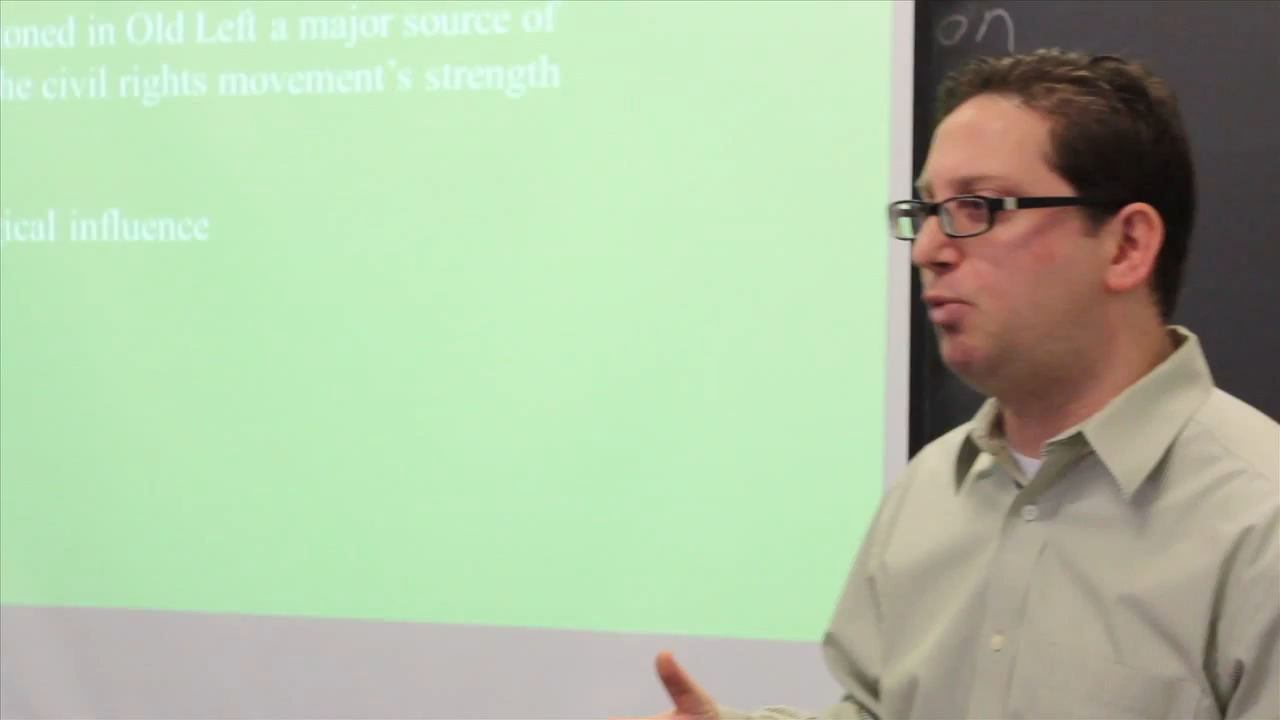 oned in Old Left a major source of
he civil rights movement's strength
ical influence
on